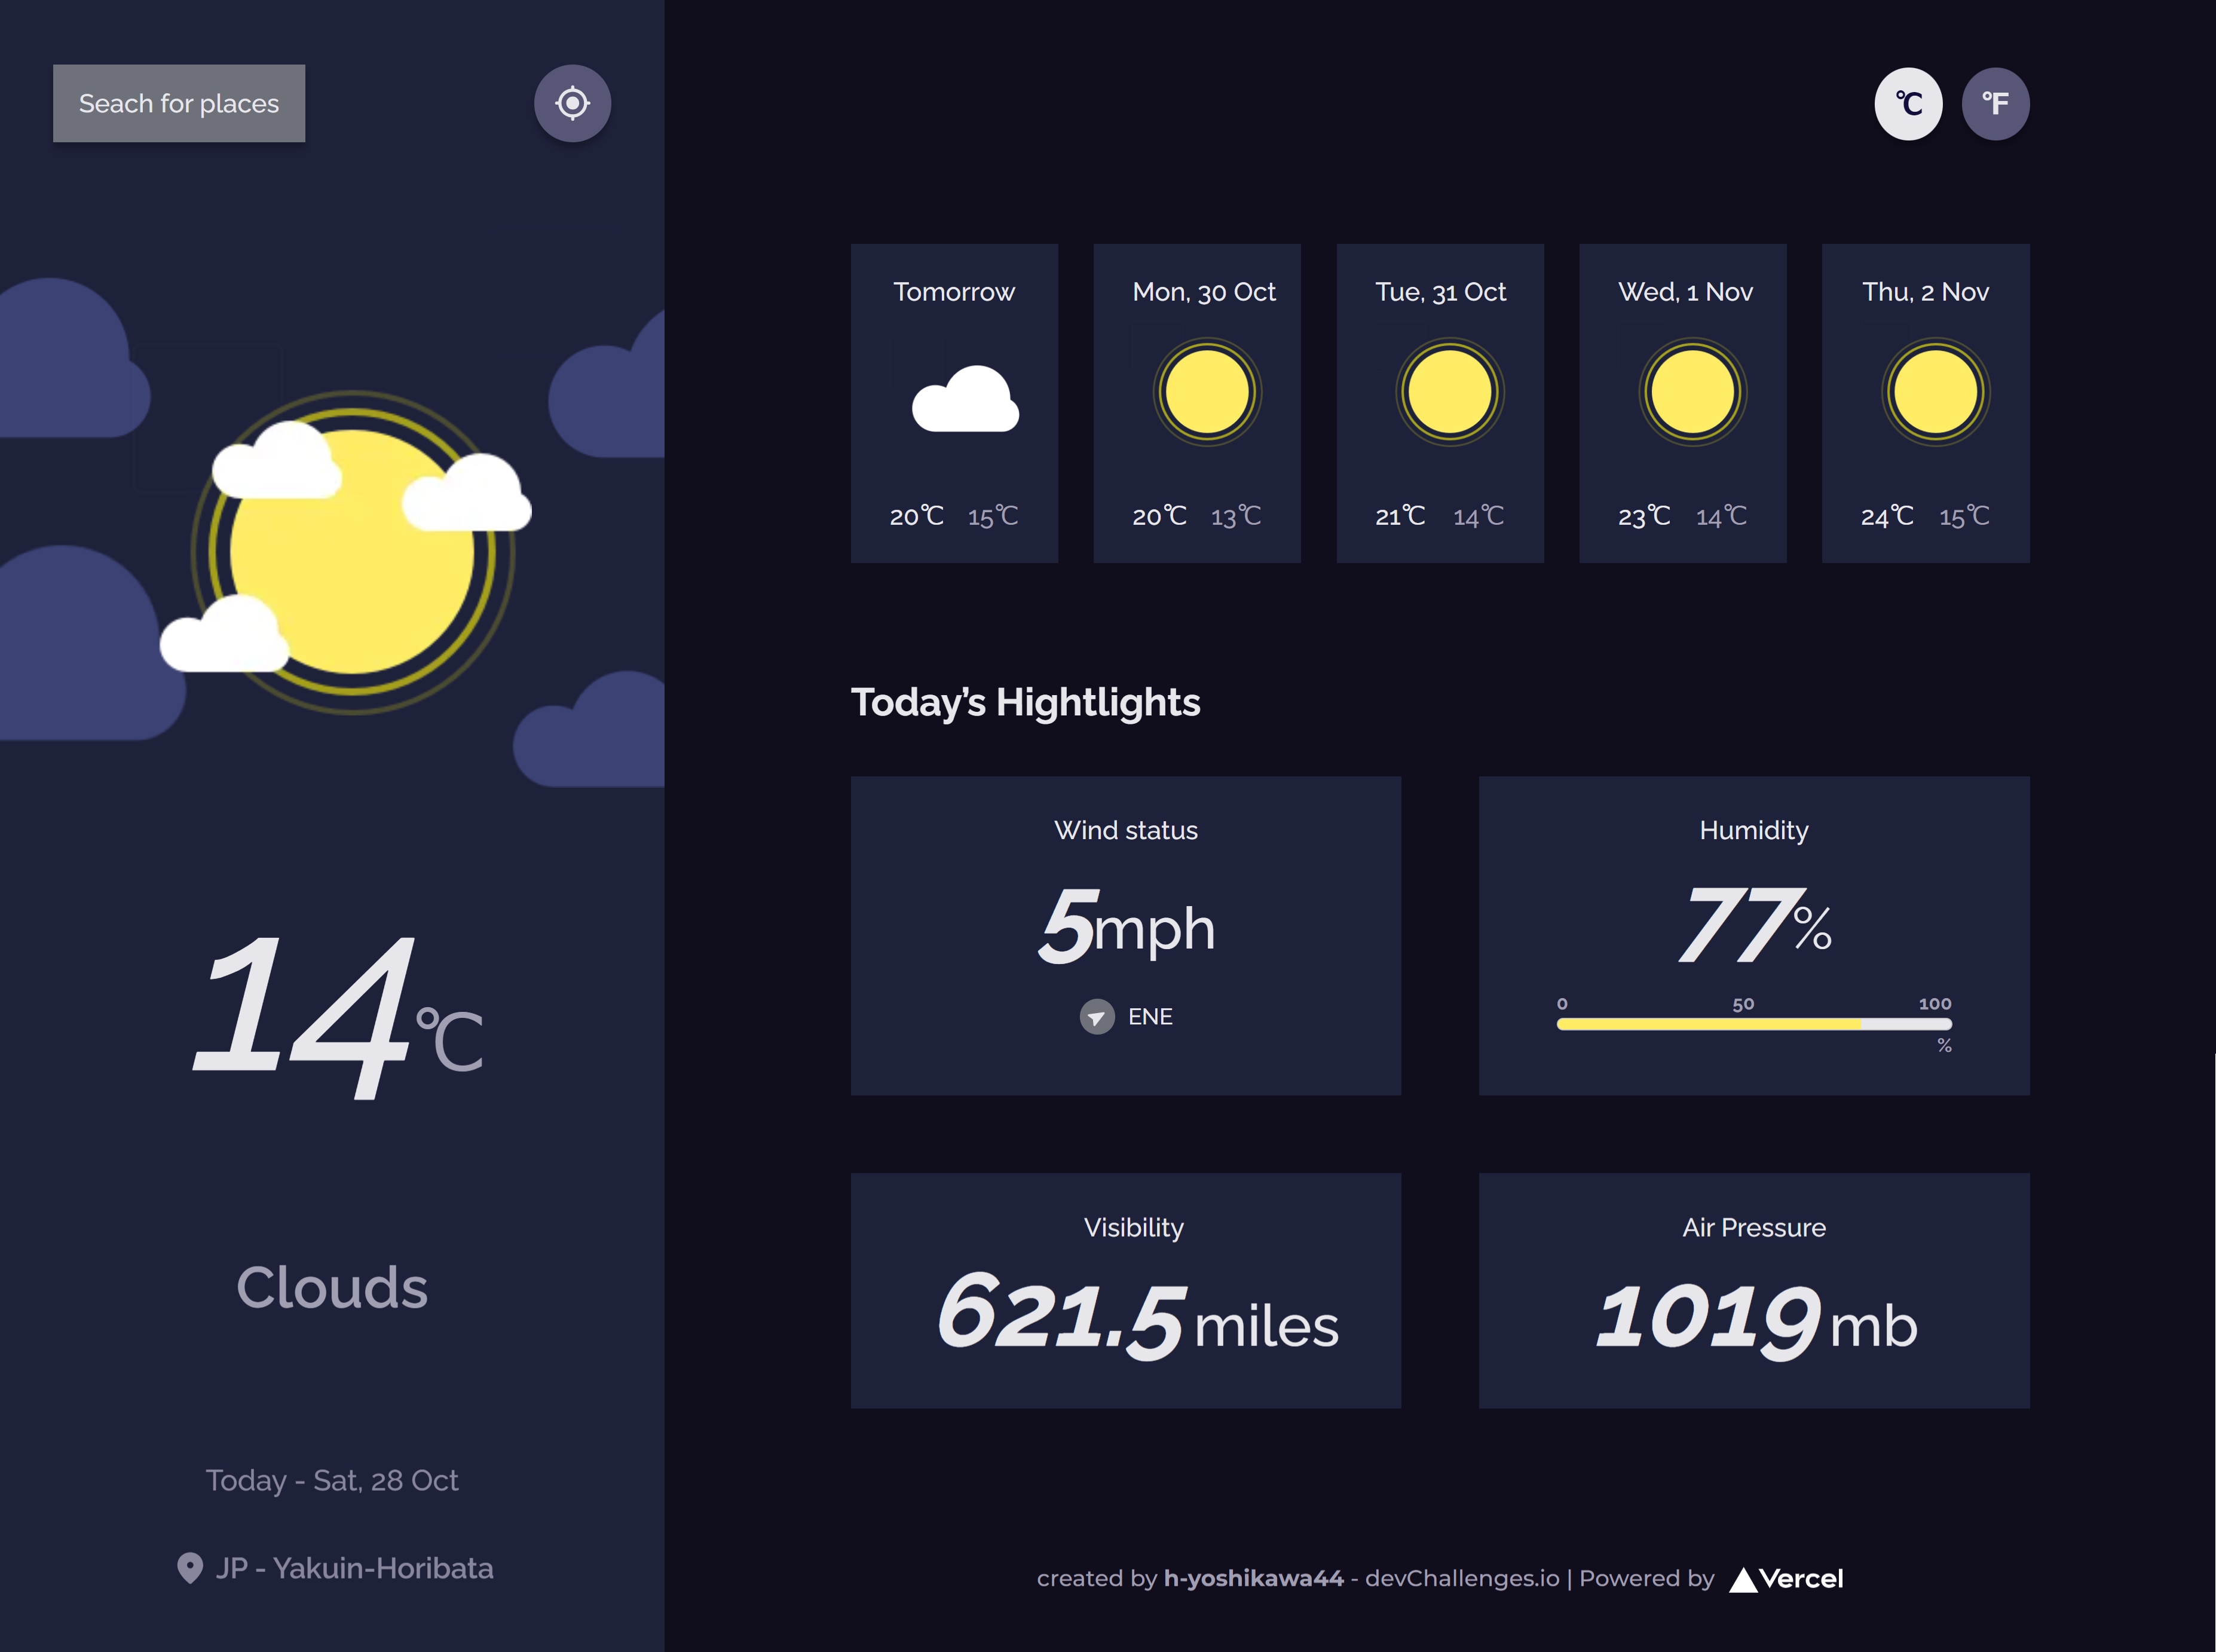 Seach for places
14℃
Clouds
Today - Sat, 28 Oct
JP - Yakuin-Horibata
℃ ℉
Tomorrow
20℃ 15℃
Mon, 30 Oct
20℃ 13℃
Tue, 31 Oct
21℃ 14℃
Wed, 1 Nov
23℃ 14℃
Thu, 2 Nov
24℃ 15℃
Today’s Hightlights
Wind status
5mph
ENE
Humidity
77%
0 50 100
%
Visibility
621.5 miles
Air Pressure
1019 mb
created by h-yoshikawa44 - devChallenges.io | Powered by Vercel